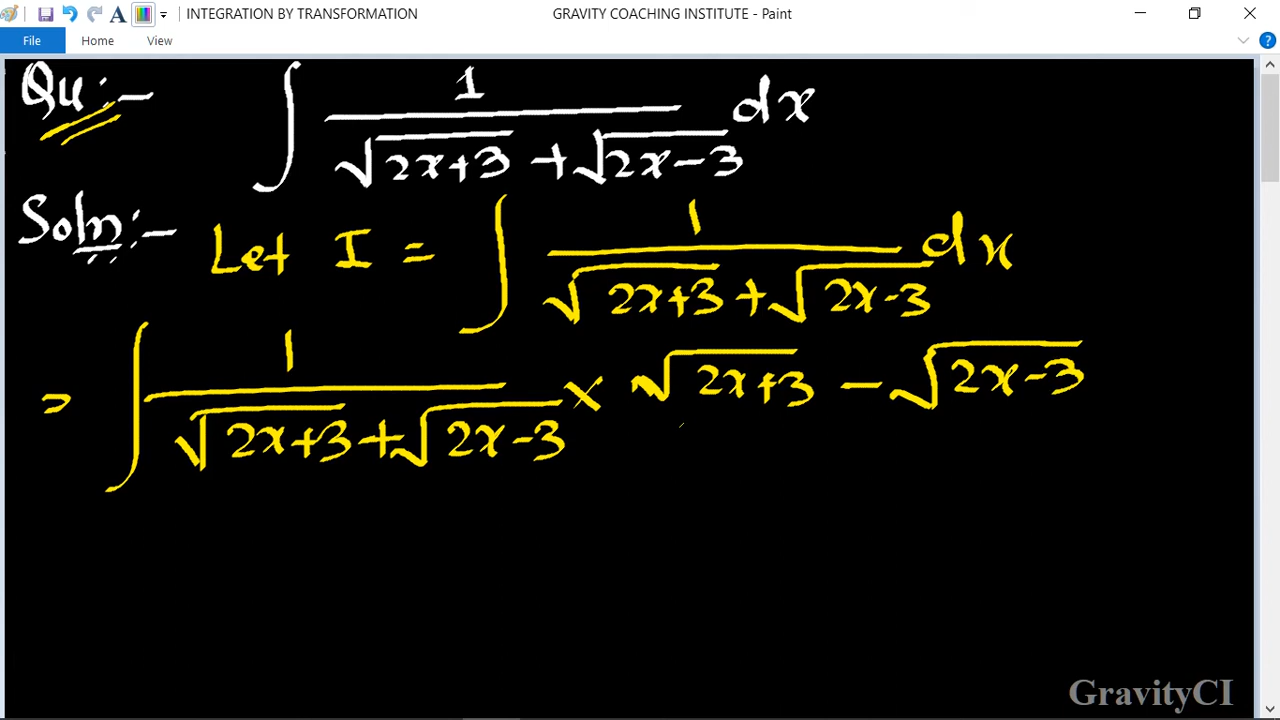 INTEGRATION BY TRANSFORMATION GRAVITY COACHING INSTITUTE - Paint
File Home View
Qu:- ∫ 1/(√(2x+3) + √(2x-3)) dx
Soln:- Let I = ∫ 1/(√(2x+3) + √(2x-3)) dx
= ∫ 1/(√(2x+3) + √(2x-3)) × √(2x+3) - √(2x-3)
GravityCI